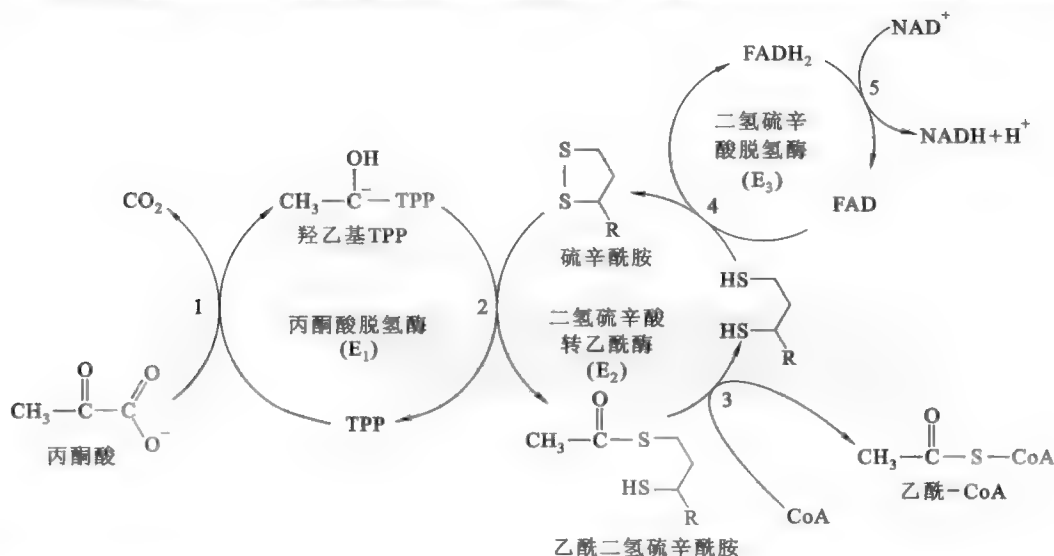 NAD⁺
FADH₂
5
二氢硫辛
酸脱氢酶
(E₃)
NADH+H⁺
FAD
4
S
S
R
硫辛酰胺
OH
CH₃—C⁻—TPP
羟乙基TPP
CO₂
1
丙酮酸脱氢酶
(E₁)
2
二氢硫辛酸
转乙酰酶
(E₂)
HS
HS
R
O O
CH₃—C—C
O⁻
丙酮酸
TPP
O
CH₃—C—S
HS
R
乙酰二氢硫辛酰胺
3
CoA
O
CH₃—C—S—CoA
乙酰-CoA